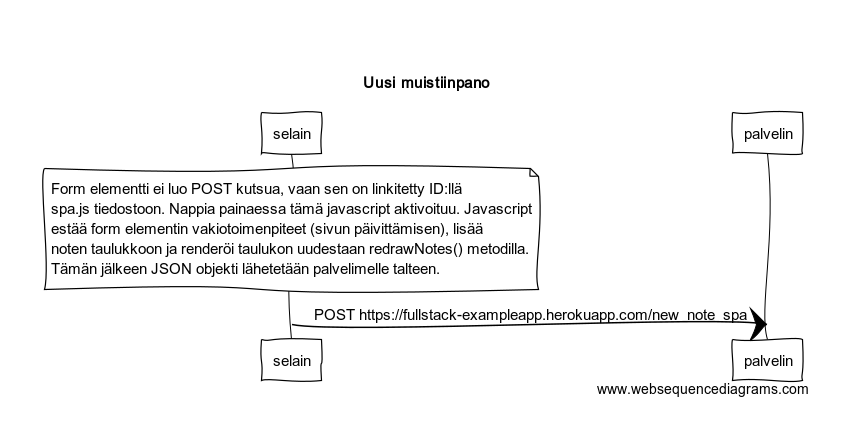 Uusi muistiinpano
selain
palvelin
Form elementti ei luo POST kutsua, vaan sen on linkitetty ID:llä
spa.js tiedostoon. Nappia painaessa tämä javascript aktivoituu. Javascript
estää form elementin vakiotoimenpiteet (sivun päivittämisen), lisää
noten taulukkoon ja renderöi taulukon uudestaan redrawNotes() metodilla.
Tämän jälkeen JSON objekti lähetetään palvelimelle talteen.
POST https://fullstack-exampleapp.herokuapp.com/new_note_spa
selain
palvelin
www.websequencediagrams.com